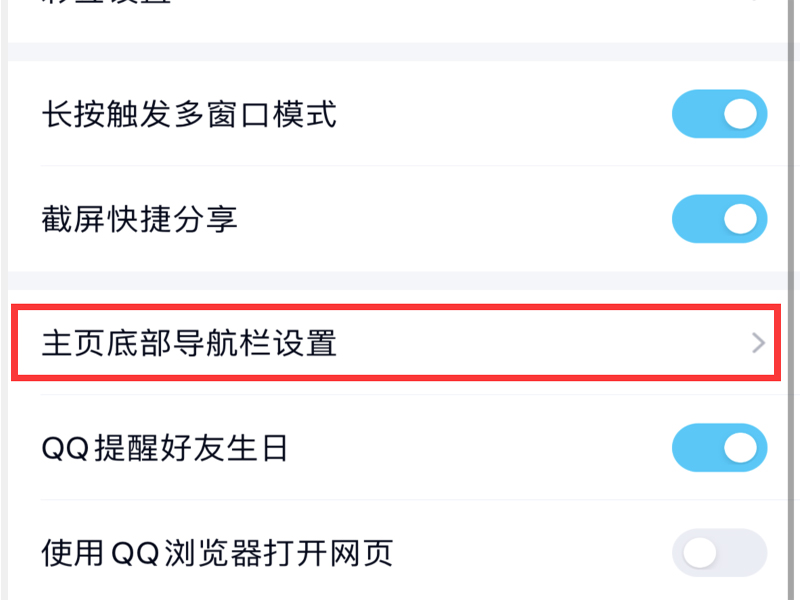 长按触发多窗口模式
截屏快捷分享
主页底部导航栏设置
QQ提醒好友生日
使用QQ浏览器打开网页